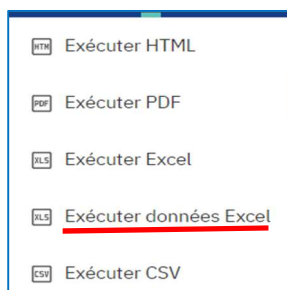 HTM Exécuter HTML
PDF Exécuter PDF
XLS Exécuter Excel
XLS Exécuter données Excel
CSV Exécuter CSV